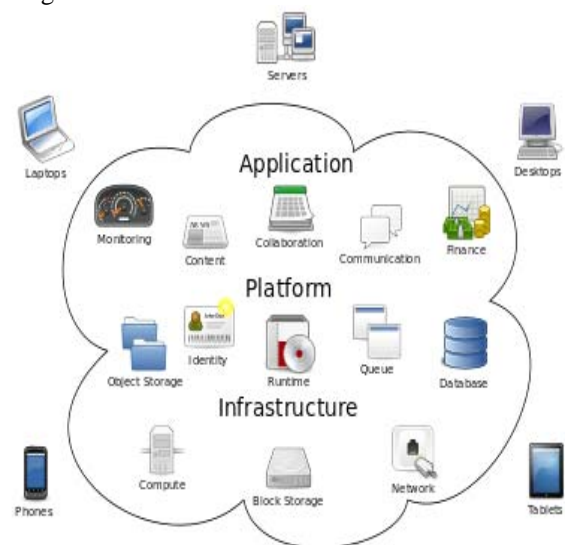 Servers
Laptops
Desktops
Application
Monitoring
Content
Collaboration
Communication
Finance
Platform
Object Storage
Identity
Runtime
Queue
Database
Infrastructure
Compute
Block Storage
Network
Phones
Tablets